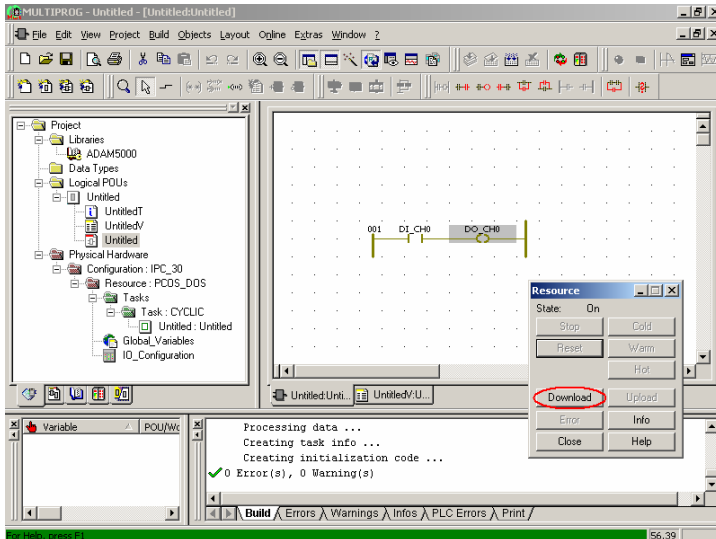 MULTIPROG - Untitled - [Untitled:Untitled]
File Edit View Project Build Objects Layout Online Extras Window ?
Project
Libraries
ADAM5000
Data Types
Logical POUs
Untitled
UntitledT
UntitledV
Untitled
Physical Hardware
Configuration : IPC_30
Resource : PCOS_DOS
Tasks
Task : CYCLIC
Untitled : Untitled
Global_Variables
IO_Configuration
001 DI_CH0 DO_CH0
Resource
State: On
Stop Cold
Reset Warm
Hot
Download Upload
Error Info
Close Help
Untitled:Unti... UntitledV:U...
Variable POU/Wo
Processing data ...
Creating task info ...
Creating initialization code ...
0 Error(s), 0 Warning(s)
Build Errors Warnings Infos PLC Errors Print
For Help, press F1 56,39